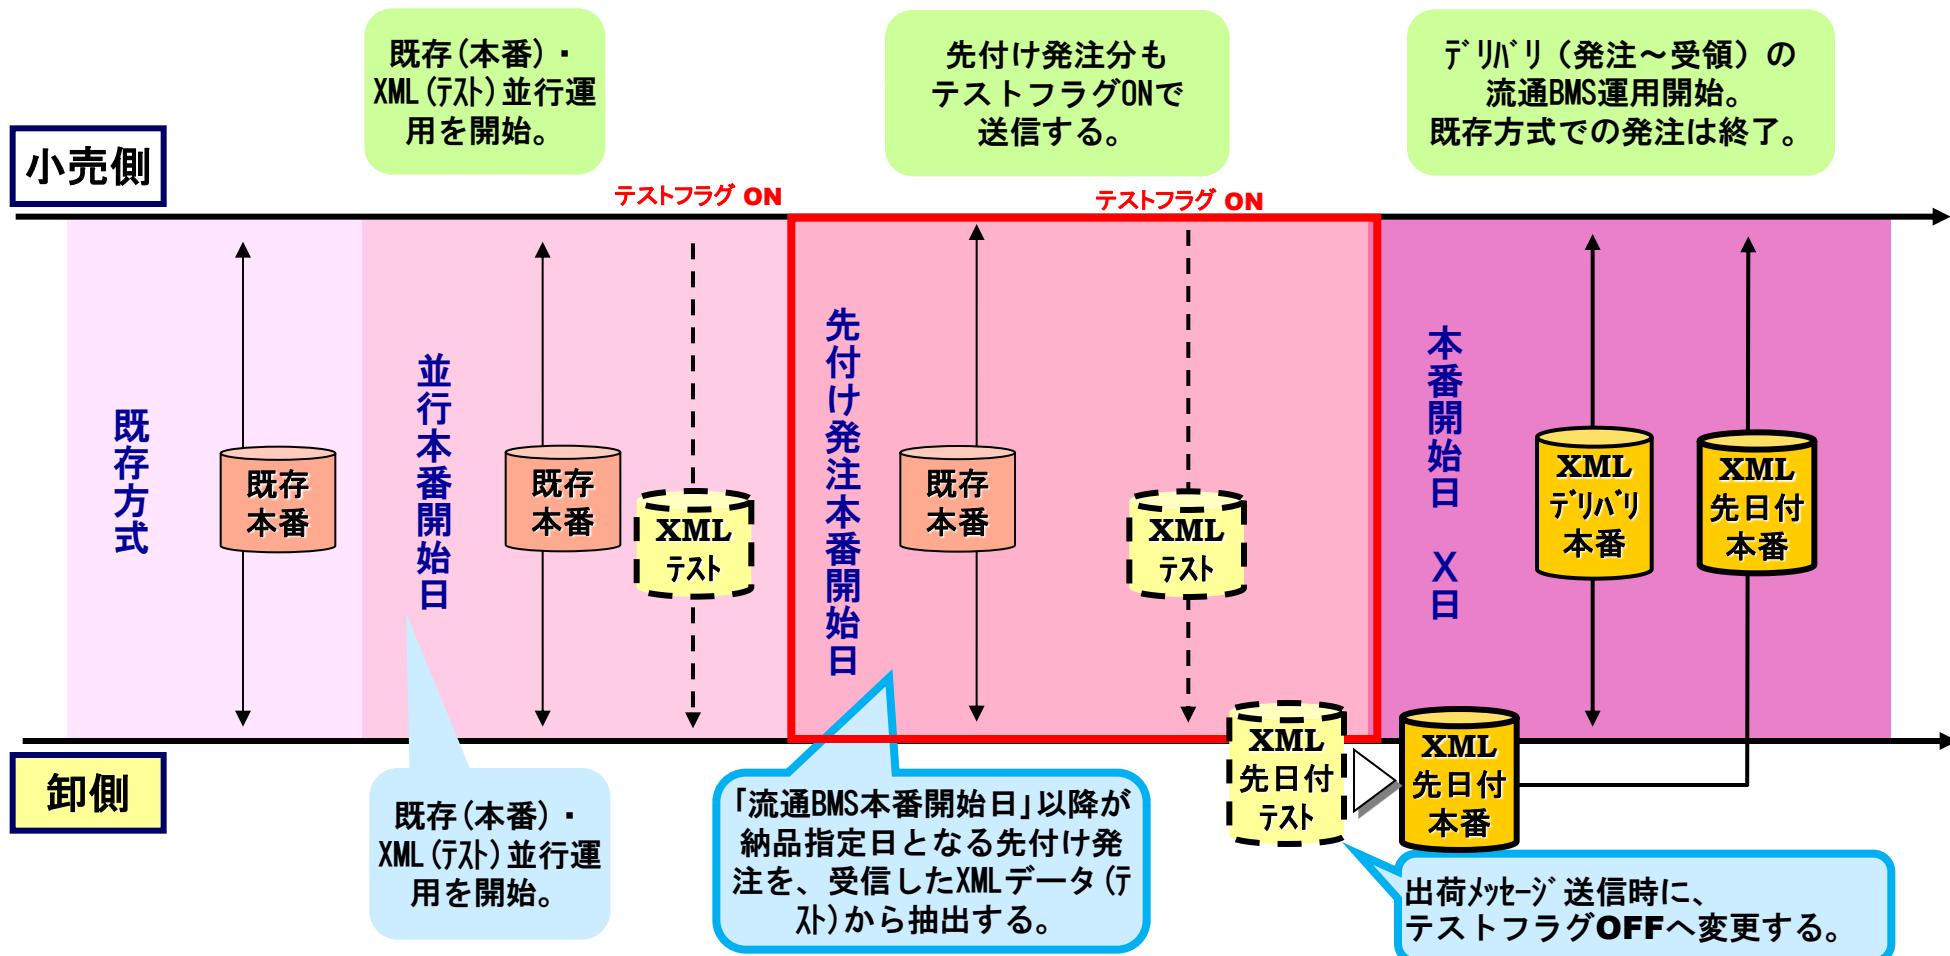 既存(本番)・
XML(ﾃｽﾄ)並行運
用を開始。
先付け発注分も
テストフラグONで
送信する。
ﾃﾞﾘﾊﾞﾘ（発注～受領）の
流通BMS運用開始。
既存方式での発注は終了。
小売側
テストフラグ ON
テストフラグ ON
既存方式
既存
本番
並行本番開始日
既存
本番
XML
ﾃｽﾄ
先付け発注本番開始日
既存
本番
XML
ﾃｽﾄ
本番開始日 X日
XML
ﾃﾞﾘﾊﾞﾘ
本番
XML
先日付
本番
XML
先日付
ﾃｽﾄ
XML
先日付
本番
卸側
既存(本番)・
XML(ﾃｽﾄ)並行運
用を開始。
「流通BMS本番開始日」以降が
納品指定日となる先付け発
注を、受信したXMLデータ(ﾃ
ｽﾄ)から抽出する。
出荷ﾒｯｾｰｼﾞ送信時に、
テストフラグOFFへ変更する。